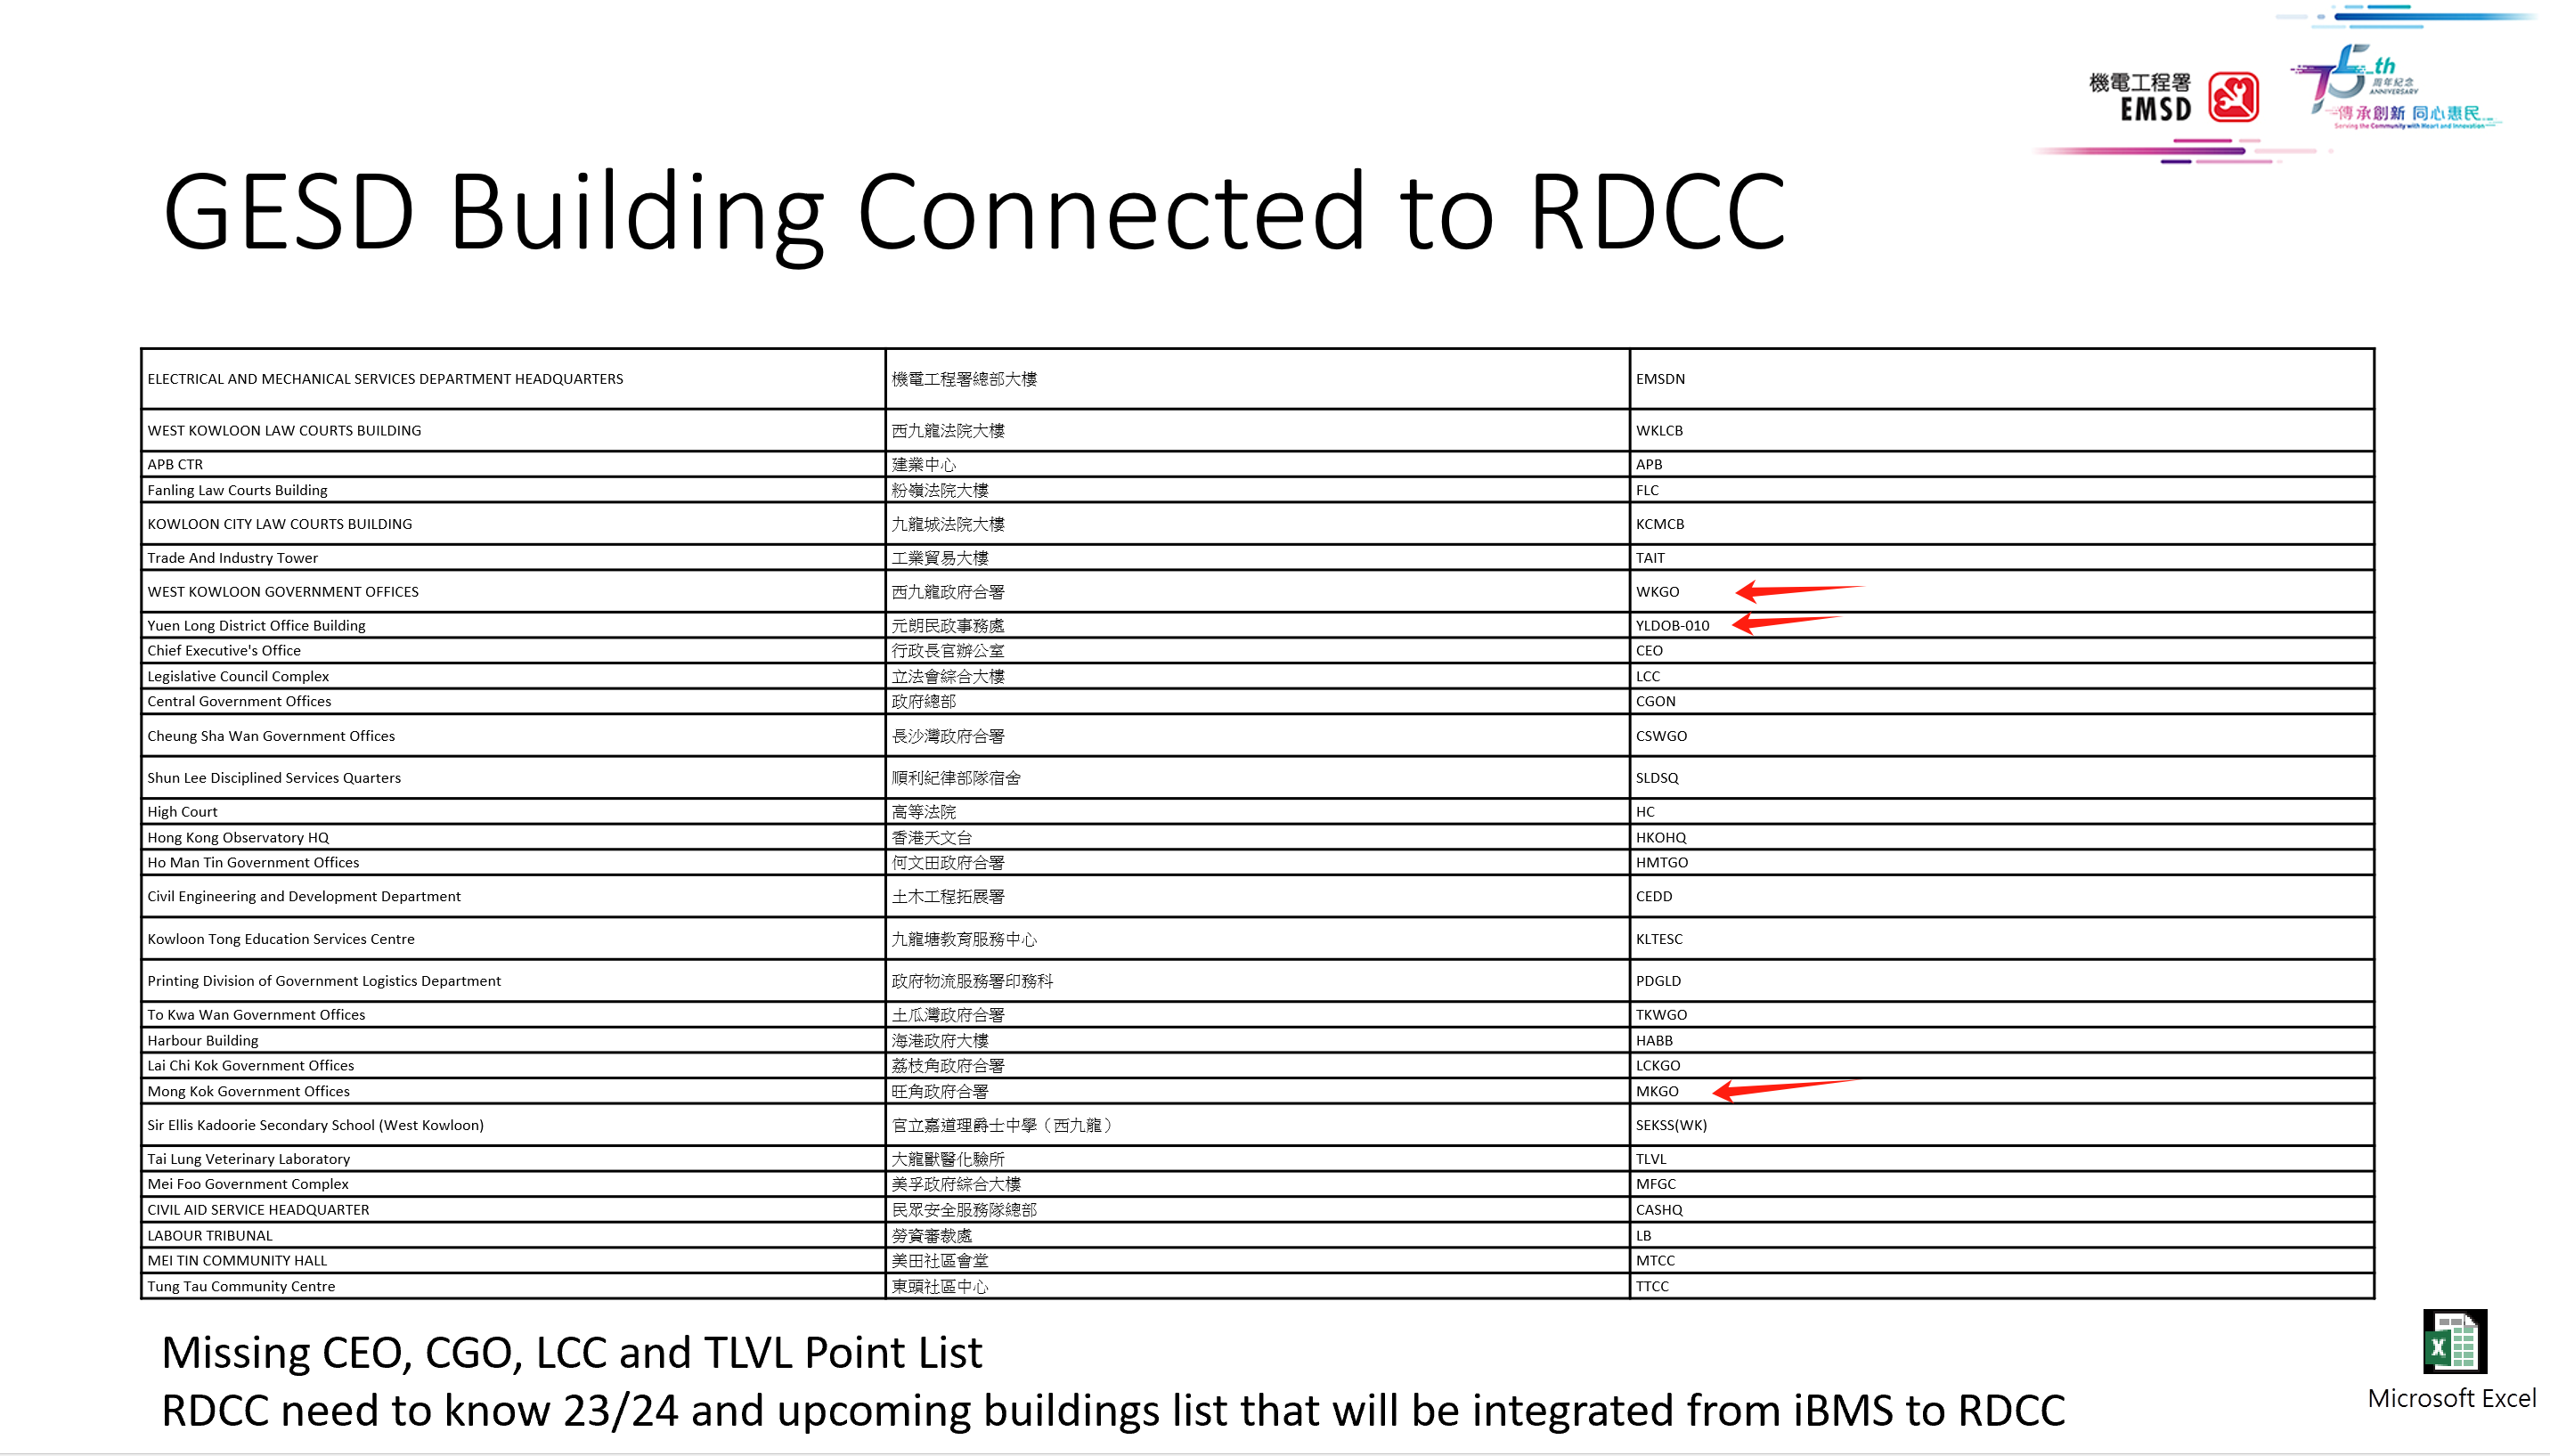 機電工程署
EMSD
75th
周年紀念
ANNIVERSARY
傳承創新 同心惠民
Serving the Community with Heart and Innovation
GESD Building Connected to RDCC
ELECTRICAL AND MECHANICAL SERVICES DEPARTMENT HEADQUARTERS 機電工程署總部大樓 EMSDN
WEST KOWLOON LAW COURTS BUILDING 西九龍法院大樓 WKLCB
APB CTR 建業中心 APB
Fanling Law Courts Building 粉嶺法院大樓 FLC
KOWLOON CITY LAW COURTS BUILDING 九龍城法院大樓 KCMCB
Trade And Industry Tower 工業貿易大樓 TAIT
WEST KOWLOON GOVERNMENT OFFICES 西九龍政府合署 WKGO
Yuen Long District Office Building 元朗民政事務處 YLDOB-010
Chief Executive's Office 行政長官辦公室 CEO
Legislative Council Complex 立法會綜合大樓 LCC
Central Government Offices 政府總部 CGON
Cheung Sha Wan Government Offices 長沙灣政府合署 CSWGO
Shun Lee Disciplined Services Quarters 順利紀律部隊宿舍 SLDSQ
High Court 高等法院 HC
Hong Kong Observatory HQ 香港天文台 HKOHQ
Ho Man Tin Government Offices 何文田政府合署 HMTGO
Civil Engineering and Development Department 土木工程拓展署 CEDD
Kowloon Tong Education Services Centre 九龍塘教育服務中心 KLTESC
Printing Division of Government Logistics Department 政府物流服務署印務科 PDGLD
To Kwa Wan Government Offices 土瓜灣政府合署 TKWGO
Harbour Building 海港政府大樓 HABB
Lai Chi Kok Government Offices 荔枝角政府合署 LCKGO
Mong Kok Government Offices 旺角政府合署 MKGO
Sir Ellis Kadoorie Secondary School (West Kowloon) 官立嘉道理爵士中學（西九龍） SEKSS(WK)
Tai Lung Veterinary Laboratory 大龍獸醫化驗所 TLVL
Mei Foo Government Complex 美孚政府綜合大樓 MFGC
CIVIL AID SERVICE HEADQUARTER 民眾安全服務隊總部 CASHQ
LABOUR TRIBUNAL 勞資審裁處 LB
MEI TIN COMMUNITY HALL 美田社區會堂 MTCC
Tung Tau Community Centre 東頭社區中心 TTCC
Missing CEO, CGO, LCC and TLVL Point List
RDCC need to know 23/24 and upcoming buildings list that will be integrated from iBMS to RDCC
X
Microsoft Excel